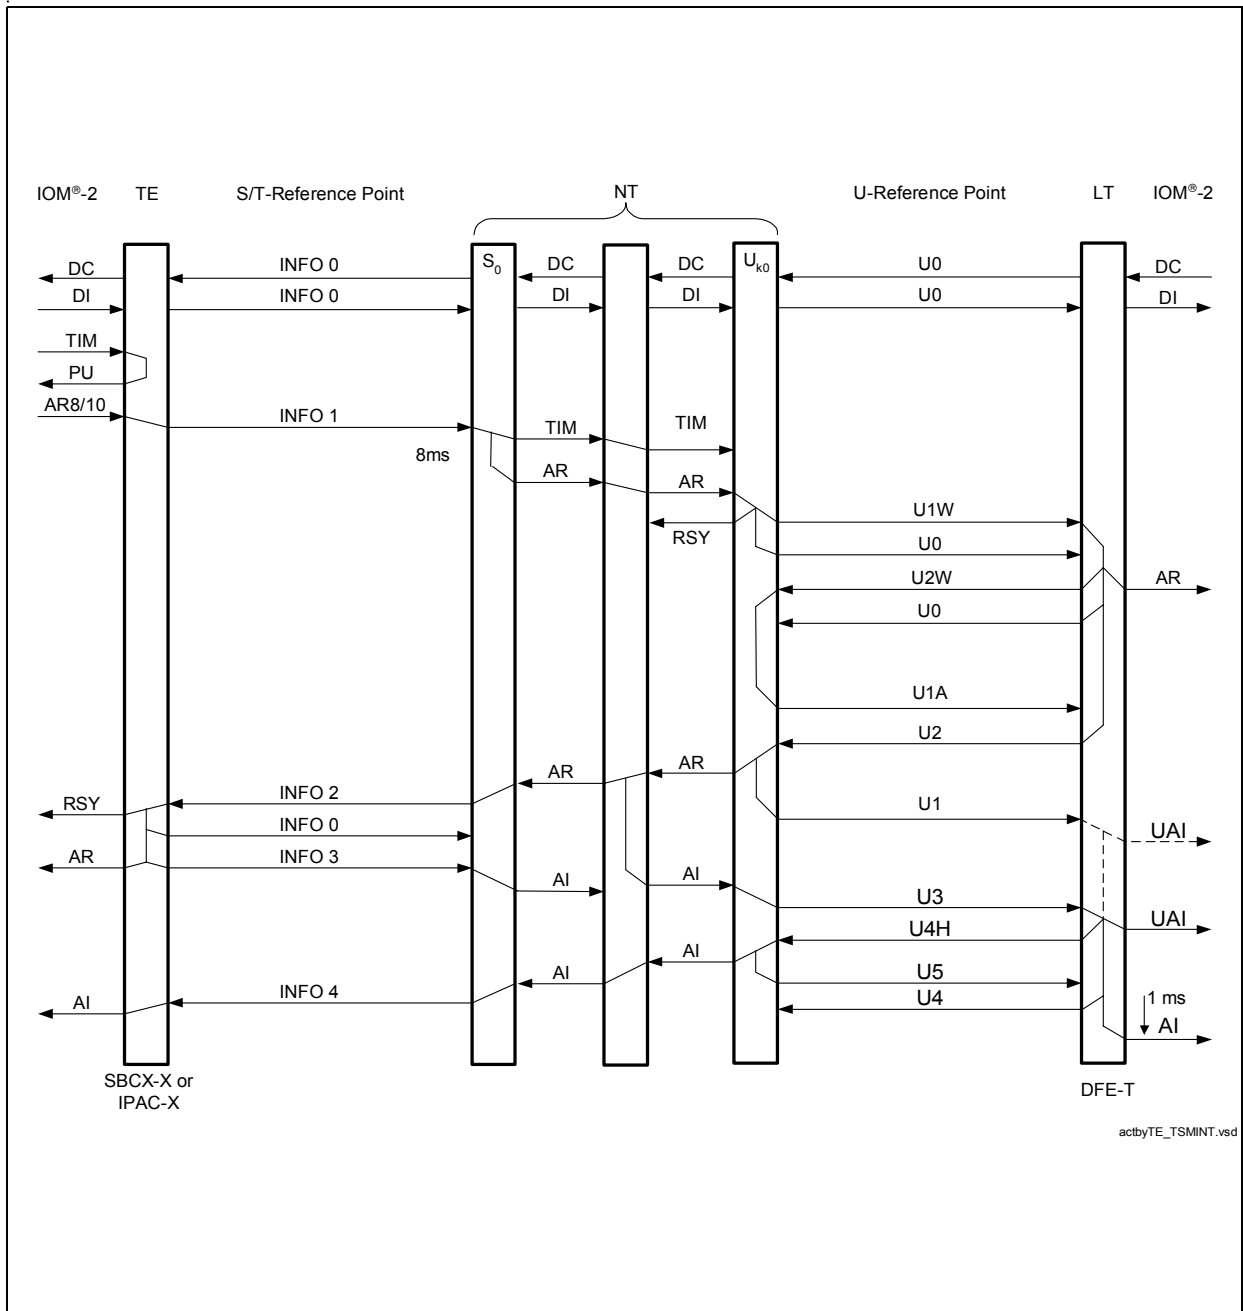 IOM®-2 TE S/T-Reference Point NT U-Reference Point LT IOM®-2
S0 Uk0
DC INFO 0 DC DC U0 DC
DI INFO 0 DI DI U0 DI
TIM
PU
AR8/10 INFO 1 TIM TIM
8ms
AR AR
U1W
RSY
U0
U2W AR
U0
U1A
U2
AR AR
RSY INFO 2
INFO 0 U1 UAI
AR INFO 3
AI AI
U3
U4H UAI
AI AI
U5
AI INFO 4 U4 1 ms
AI
SBCX-X or
IPAC-X
DFE-T
actbyTE_TSMINT.vsd